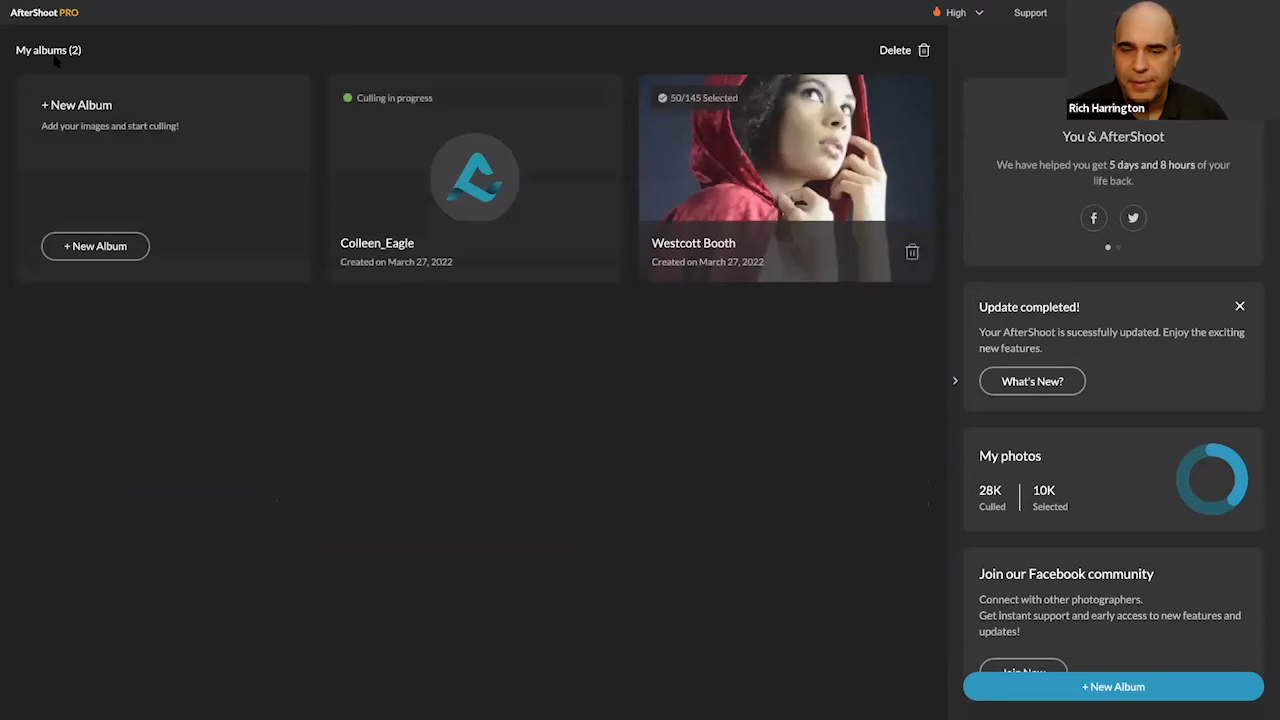 AfterShoot PRO
High
Support
My albums (2)
Delete
+ New Album
Add your images and start culling!
+ New Album
Culling in progress
Colleen_Eagle
Created on March 27, 2022
50/145 Selected
Westcott Booth
Created on March 27, 2022
Rich Harrington
You & AfterShoot
We have helped you get 5 days and 8 hours of your
life back.
Update completed!
Your AfterShoot is sucessfully updated. Enjoy the exciting
new features.
What's New?
My photos
28K
Culled
10K
Selected
Join our Facebook community
Connect with other photographers.
Get instant support and early access to new features and
updates!
Join Now
+ New Album